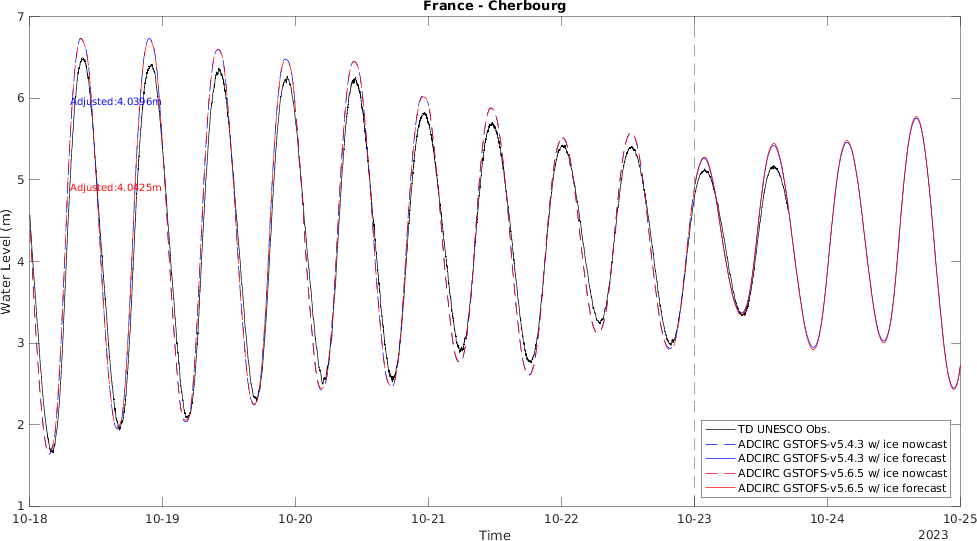 France - Cherbourg
7
6
5
4
3
2
1
Water Level (m)
Adjusted:4.0396m
Adjusted:4.0425m
TD UNESCO Obs.
ADCIRC GSTOFS-v5.4.3 w/ ice nowcast
ADCIRC GSTOFS-v5.4.3 w/ ice forecast
ADCIRC GSTOFS-v5.6.5 w/ ice nowcast
ADCIRC GSTOFS-v5.6.5 w/ ice forecast
10-18 10-19 10-20 10-21 10-22 10-23 10-24 10-25
Time
2023